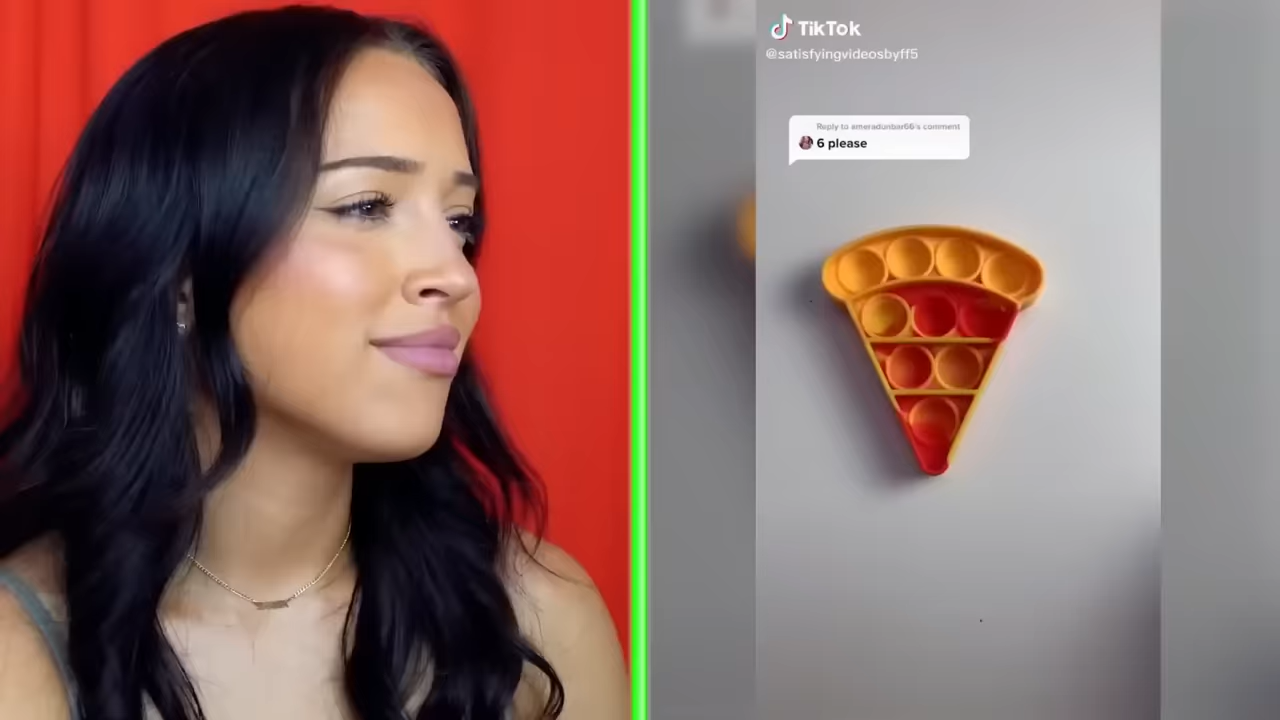 TikTok
@satisfyingvideosbyff5
Reply to ameradunbar66's comment
6 please